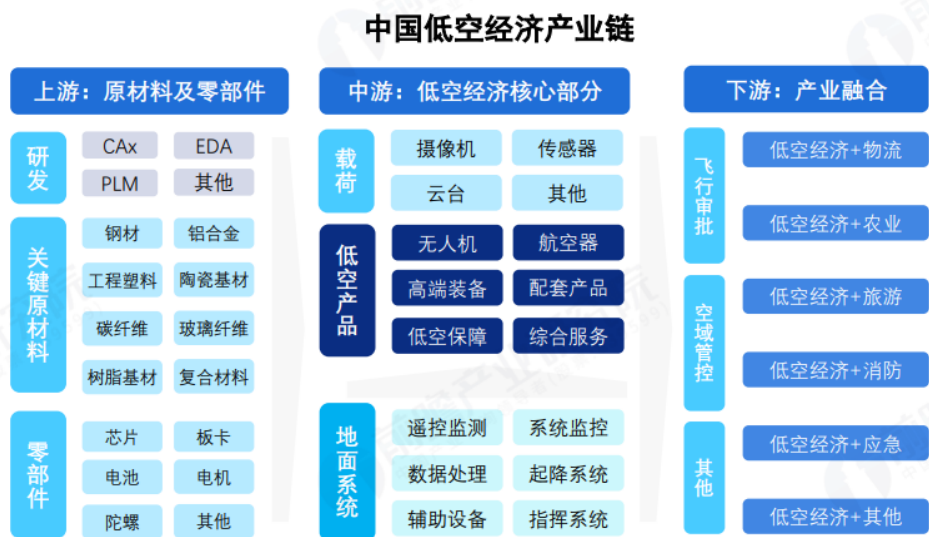 中国低空经济产业链
上游：原材料及零部件
研发
CAx
EDA
PLM
其他
关键原材料
钢材
铝合金
工程塑料
陶瓷基材
碳纤维
玻璃纤维
树脂基材
复合材料
零部件
芯片
板卡
电池
电机
陀螺
其他
中游：低空经济核心部分
载荷
摄像机
传感器
云台
其他
低空产品
无人机
航空器
高端装备
配套产品
低空保障
综合服务
地面系统
遥控监测
系统监控
数据处理
起降系统
辅助设备
指挥系统
下游：产业融合
飞行审批
空域管控
其他
低空经济+物流
低空经济+农业
低空经济+旅游
低空经济+消防
低空经济+应急
低空经济+其他